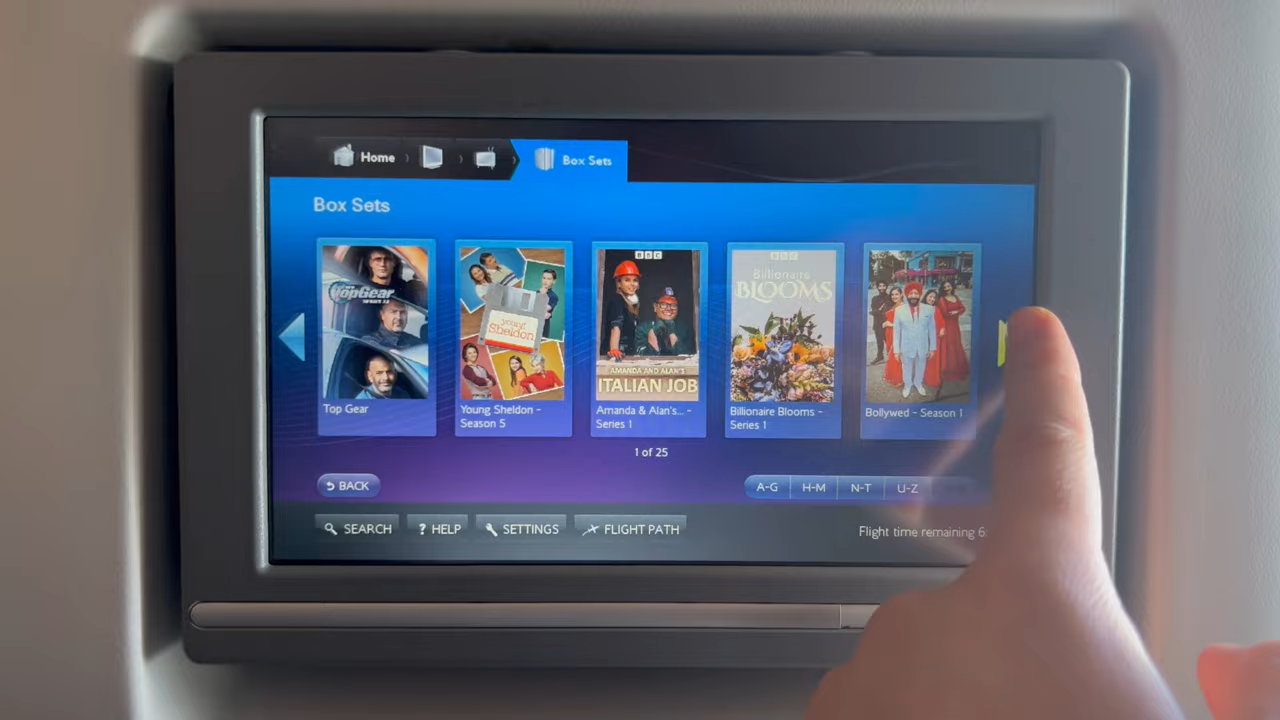 Home
Box Sets
Box Sets
TopGear
Top Gear
young Sheldon
Young Sheldon -
Season 5
BBC
AMANDA AND ALAN'S
ITALIAN JOB
Amanda & Alan's... -
Series 1
BBC
Billionaire
BLOOMS
Billionaire Blooms -
Series 1
Bollywed - Season 1
1 of 25
BACK
A-G
H-M
N-T
U-Z
SEARCH
? HELP
SETTINGS
FLIGHT PATH
Flight time remaining 6